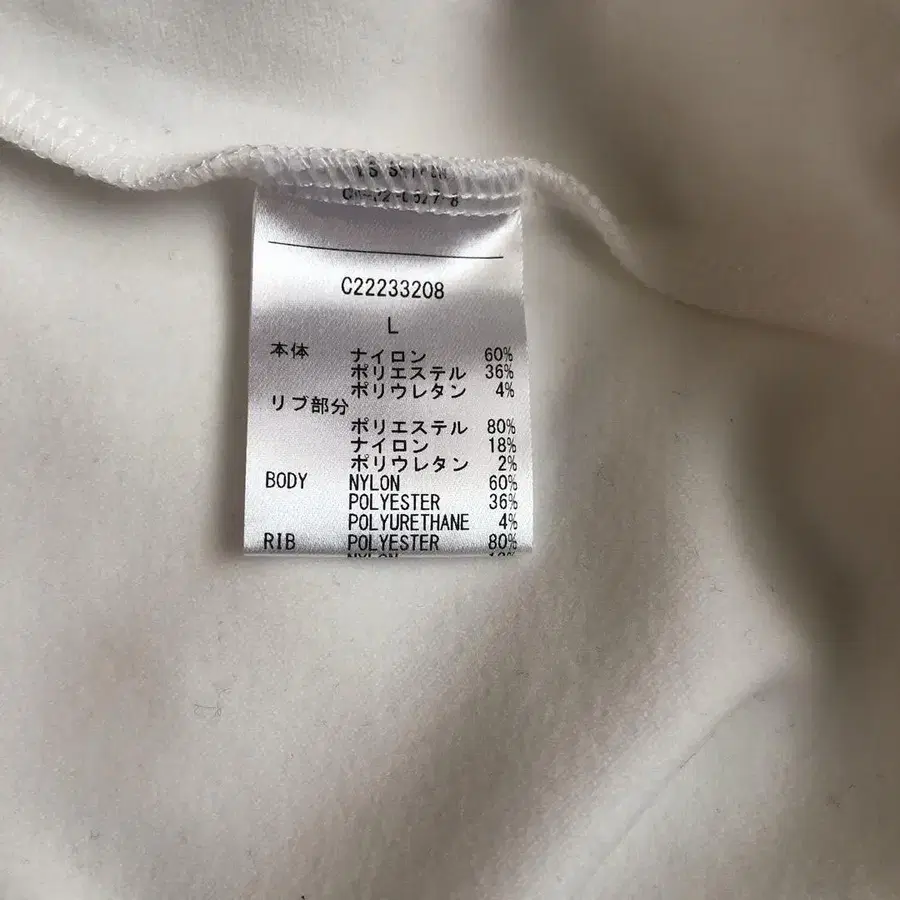 C22233208
L
本体 ナイロン 60%
ポリエステル 36%
ポリウレタン 4%
リブ部分
ポリエステル 80%
ナイロン 18%
ポリウレタン 2%
BODY NYLON 60%
POLYESTER 36%
POLYURETHANE 4%
RIB POLYESTER 80%